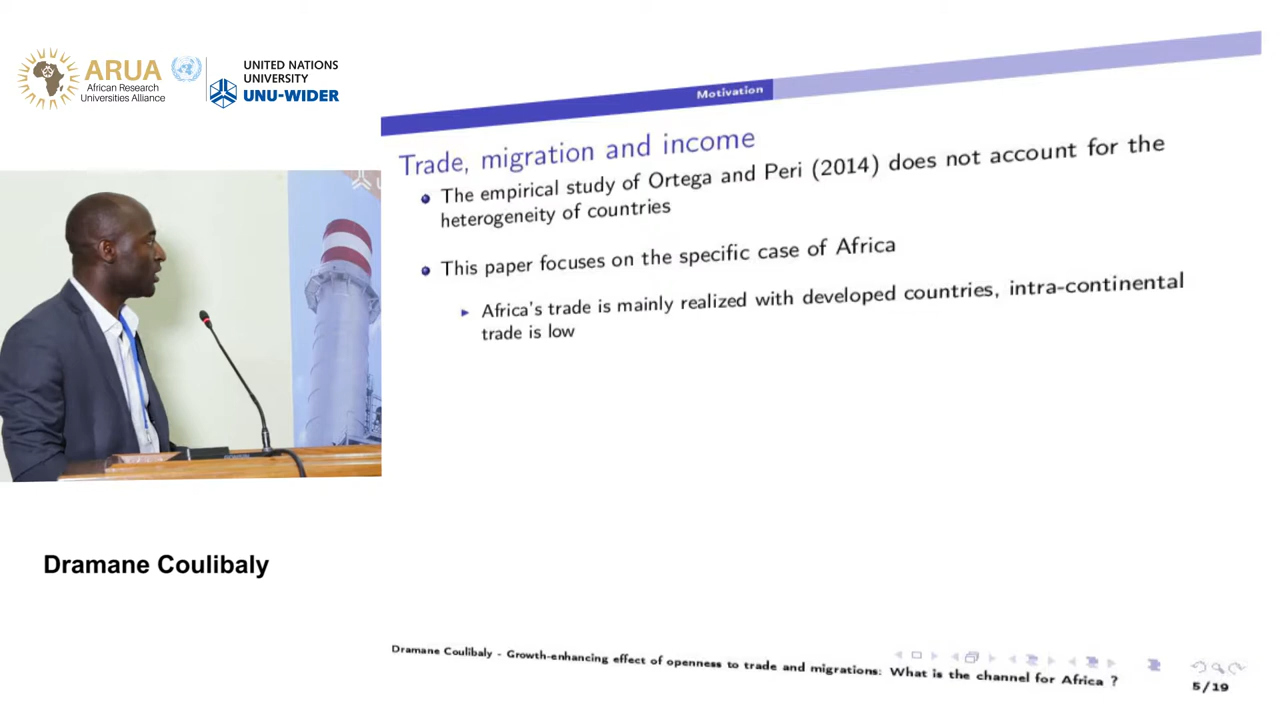 ARUA
African Research
Universities Alliance
UNITED NATIONS
UNIVERSITY
UNU-WIDER
Motivation
Trade, migration and income
The empirical study of Ortega and Peri (2014) does not account for the
heterogeneity of countries
This paper focuses on the specific case of Africa
Africa's trade is mainly realized with developed countries, intra-continental
trade is low
Dramane Coulibaly
Dramane Coulibaly - Growth-enhancing effect of openness to trade and migrations: What is the channel for Africa ?
5/19